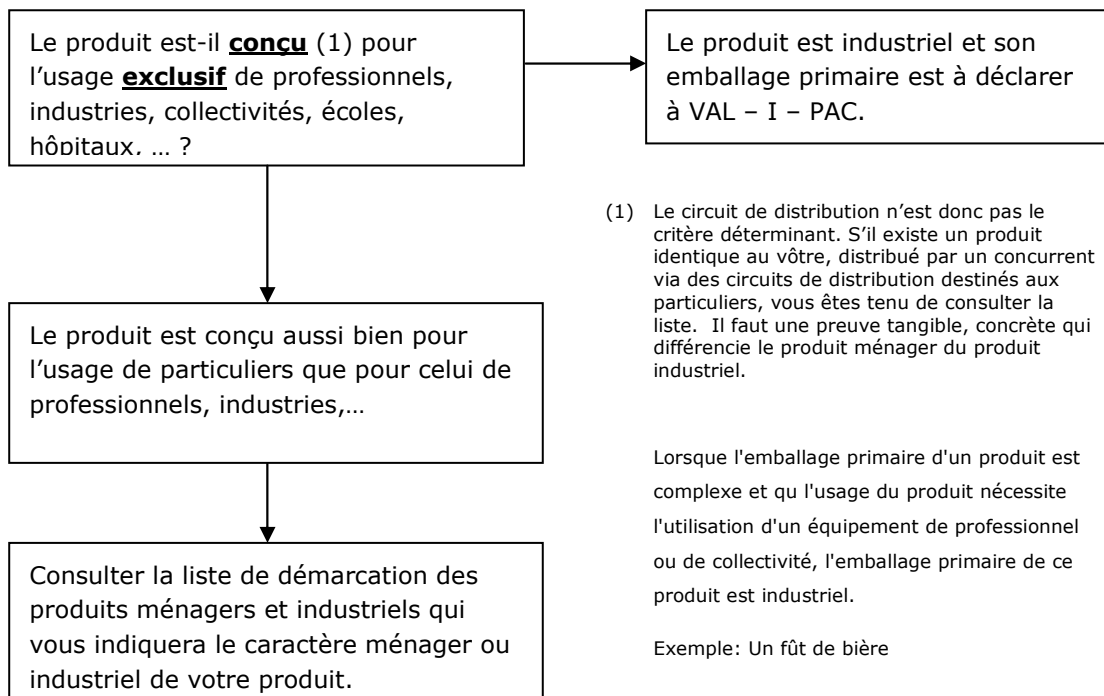 Le produit est-il conçu (1) pour
l’usage exclusif de professionnels,
industries, collectivités, écoles,
hôpitaux, … ?
Le produit est industriel et son
emballage primaire est à déclarer
à VAL – I – PAC.
(1) Le circuit de distribution n’est donc pas le
critère déterminant. S’il existe un produit
identique au vôtre, distribué par un concurrent
via des circuits de distribution destinés aux
particuliers, vous êtes tenu de consulter la
liste. Il faut une preuve tangible, concrète qui
différencie le produit ménager du produit
industriel.
Le produit est conçu aussi bien pour
l’usage de particuliers que pour celui de
professionnels, industries,…
Lorsque l'emballage primaire d'un produit est
complexe et qu l'usage du produit nécessite
l'utilisation d'un équipement de professionnel
ou de collectivité, l'emballage primaire de ce
produit est industriel.
Exemple: Un fût de bière
Consulter la liste de démarcation des
produits ménagers et industriels qui
vous indiquera le caractère ménager ou
industriel de votre produit.